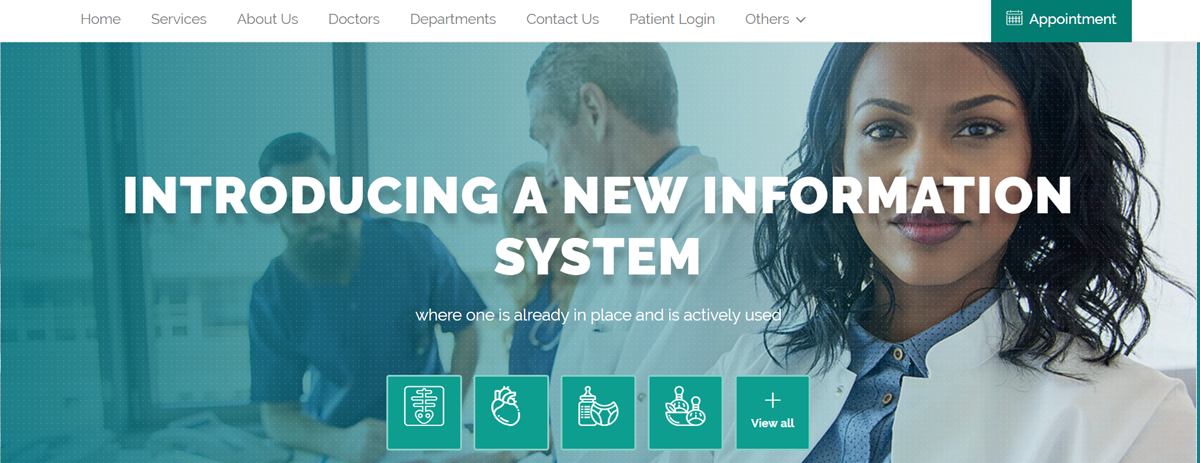 Home Services About Us Doctors Departments Contact Us Patient Login Others Appointment
INTRODUCING A NEW INFORMATION
SYSTEM
where one is already in place and is actively used
View all